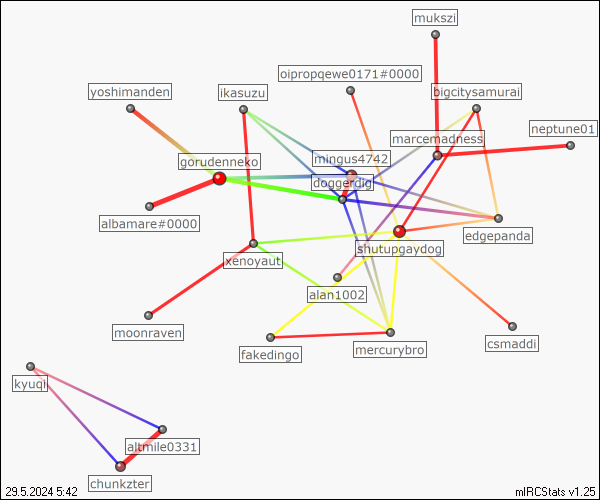 mukszi
oipropqewe0171#0000
yoshimanden
ikasuzu
bigcitysamurai
neptune01
marcemadness
gorudenneko
mingus4742
doggerdig
albamare#0000
edgepanda
shutupgaydog
xenoyaut
alan1002
moonraven
csmaddi
mercurybro
fakedingo
kyuqi
altmile0331
chunkzter
29.5.2024 5:42
mIRCStats v1.25